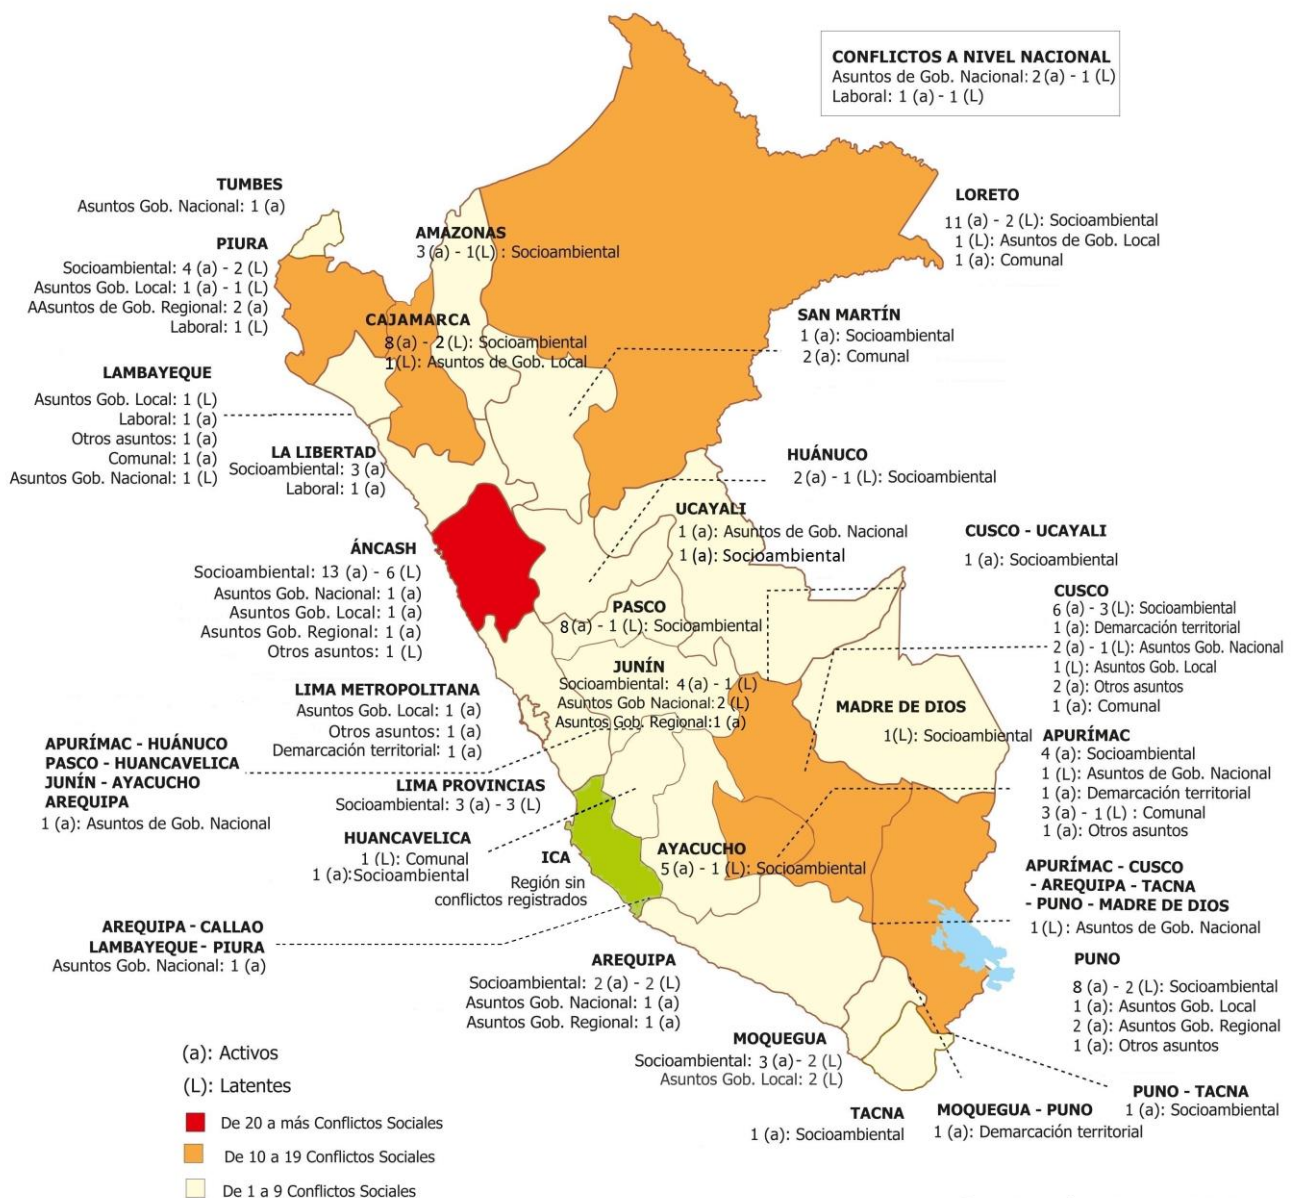 CONFLICTOS A NIVEL NACIONAL
Asuntos de Gob. Nacional: 2 (a) - 1 (L)
Laboral: 1 (a) - 1 (L)
TUMBES
Asuntos Gob. Nacional: 1 (a)
PIURA
Socioambiental: 4 (a) - 2 (L)
Asuntos Gob. Local: 1 (a) - 1 (L)
AAsuntos de Gob. Regional: 2 (a)
Laboral: 1 (L)
AMAZONAS
3 (a) - 1(L) : Socioambiental
LORETO
11 (a) - 2 (L): Socioambiental
1 (L): Asuntos de Gob. Local
1 (a): Comunal
CAJAMARCA
8(a) - 2(L): Socioambiental
1(L): Asuntos de Gob. Local
SAN MARTÍN
1 (a): Socioambiental
2 (a): Comunal
LAMBAYEQUE
Asuntos Gob. Local: 1 (L)
Laboral: 1 (a)
Otros asuntos: 1 (a)
Comunal: 1 (a)
Asuntos Gob. Nacional: 1 (L)
LA LIBERTAD
Socioambiental: 3 (a)
Laboral: 1 (a)
HUÁNUCO
2 (a) - 1 (L): Socioambiental
UCAYALI
1 (a): Asuntos de Gob. Nacional
1 (a): Socioambiental
CUSCO - UCAYALI
1 (a): Socioambiental
ÁNCASH
Socioambiental: 13 (a) - 6 (L)
Asuntos Gob. Nacional: 1 (a)
Asuntos Gob. Local: 1 (a)
Asuntos Gob. Regional: 1 (a)
Otros asuntos: 1 (L)
PASCO
8(a) - 1 (L): Socioambiental
CUSCO
6 (a) - 3 (L): Socioambiental
1 (a): Demarcación territorial
2 (a) - 1 (L): Asuntos Gob. Nacional
1 (L): Asuntos Gob. Local
2 (a): Otros asuntos
1 (a): Comunal
JUNÍN
Socioambiental: 4(a) - 1 (L)
Asuntos Gob Nacional: 2 (L)
Asuntos Gob. Regional: 1 (a)
LIMA METROPOLITANA
Asuntos Gob. Local: 1 (a)
Otros asuntos: 1 (a)
Demarcación territorial: 1 (a)
MADRE DE DIOS
1(L): Socioambiental
APURÍMAC
4 (a): Socioambiental
1 (L): Asuntos de Gob. Nacional
1 (a): Demarcación territorial
3 (a) - 1 (L) : Comunal
1 (a): Otros asuntos
APURÍMAC - HUÁNUCO
PASCO - HUANCAVELICA
JUNÍN - AYACUCHO
AREQUIPA
1 (a): Asuntos de Gob. Nacional
LIMA PROVINCIAS
Socioambiental: 3 (a) - 3 (L)
HUANCAVELICA
1 (L): Comunal
1 (a):Socioambiental
ICA
Región sin
conflictos registrados
AYACUCHO
5 (a) - 1 (L): Socioambiental
APURÍMAC - CUSCO
- AREQUIPA - TACNA
- PUNO - MADRE DE DIOS
1 (L): Asuntos de Gob. Nacional
AREQUIPA - CALLAO
LAMBAYEQUE - PIURA
Asuntos Gob. Nacional: 1 (a)
AREQUIPA
Socioambiental: 2 (a) - 2 (L)
Asuntos Gob. Nacional: 1 (a)
Asuntos Gob. Regional: 1 (a)
PUNO
8 (a) - 2 (L): Socioambiental
1 (a): Asuntos Gob. Local
2 (a): Asuntos Gob. Regional
1 (a): Otros asuntos
MOQUEGUA
Socioambiental: 3 (a) - 2 (L)
Asuntos Gob. Local: 2 (L)
TACNA
1 (a): Socioambiental
MOQUEGUA - PUNO
1 (a): Demarcación territorial
PUNO - TACNA
1 (a): Socioambiental
(a): Activos
(L): Latentes
De 20 a más Conflictos Sociales
De 10 a 19 Conflictos Sociales
De 1 a 9 Conflictos Sociales